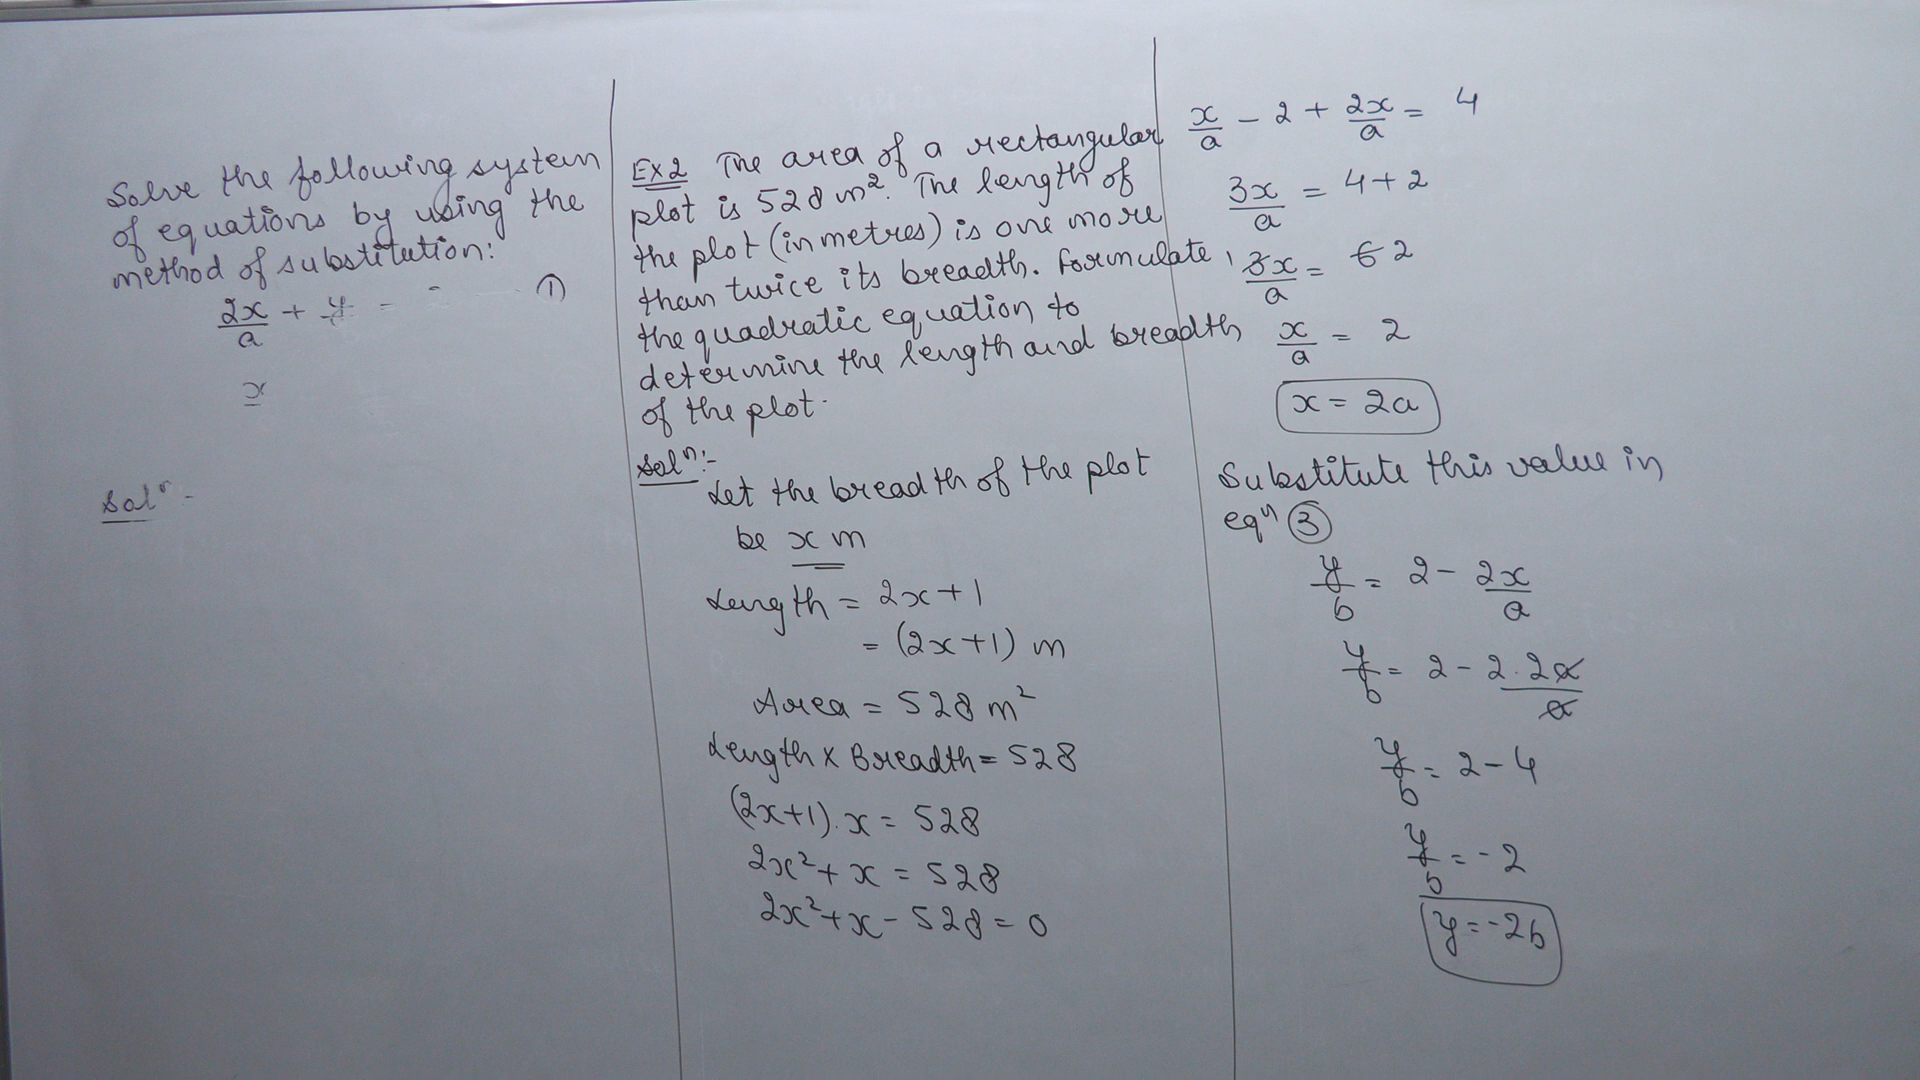 Solve the following system
of equations by using the
method of substitution:
2x/a + y = ①
x
Solⁿ:-
Ex2 The area of a rectangular
plot is 528 m². The length of
the plot (in metres) is one more
than twice its breadth. Formulate
the quadratic equation to
determine the length and breadth
of the plot.
Solⁿ:-
Let the breadth of the plot
be x m
Length = 2x+1
= (2x+1) m
Area = 528 m²
Length x Breadth = 528
(2x+1).x = 528
2x²+x = 528
2x²+x-528=0
x/a - 2 + 2x/a = 4
3x/a = 4+2
3x/a = 6 2
x/a = 2
x = 2a
Substitute this value in
eqⁿ ③
y/b = 2 - 2x/a
y/b = 2 - 2.2a/a
y/b = 2-4
y/b = -2
y=-2b